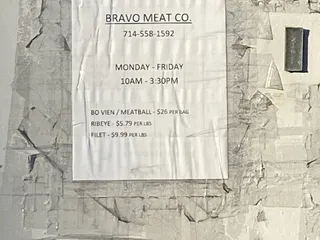 BRAVO MEAT CO.
714-558-1592
MONDAY - FRIDAY
10AM - 3:30PM
BO VIEN / MEATBALL - $26 PER BAG
RIBEYE - $5.79 PER LBS
FILET - $9.99 PER LBS